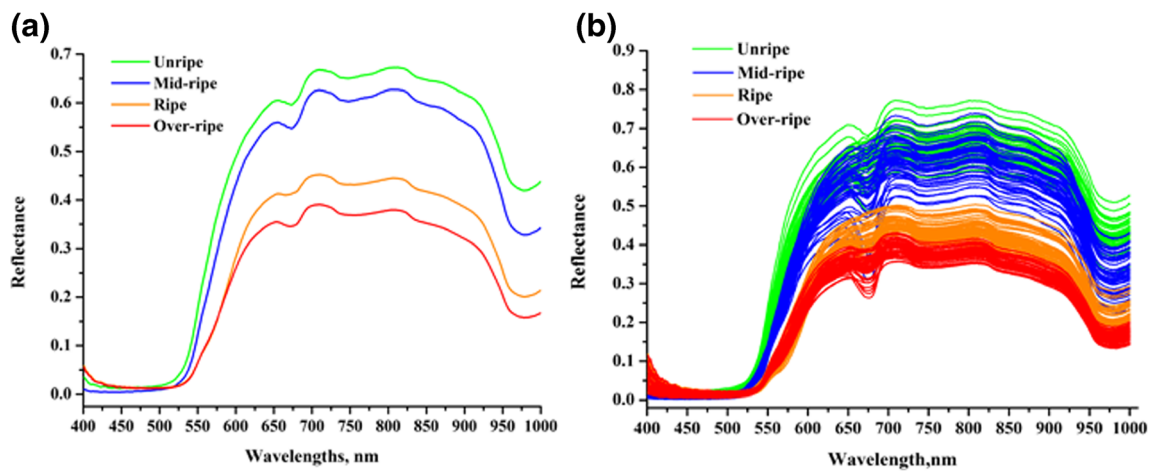 (a)
0.7
0.6
0.5
0.4
0.3
0.2
0.1
0.0
Reflectance
Unripe
Mid-ripe
Ripe
Over-ripe
400 450 500 550 600 650 700 750 800 850 900 950 1000
Wavelengths, nm
(b)
0.9
0.8
0.7
0.6
0.5
0.4
0.3
0.2
0.1
0.0
Reflectance
Unripe
Mid-ripe
Ripe
Over-ripe
400 450 500 550 600 650 700 750 800 850 900 950 1000
Wavelength,nm